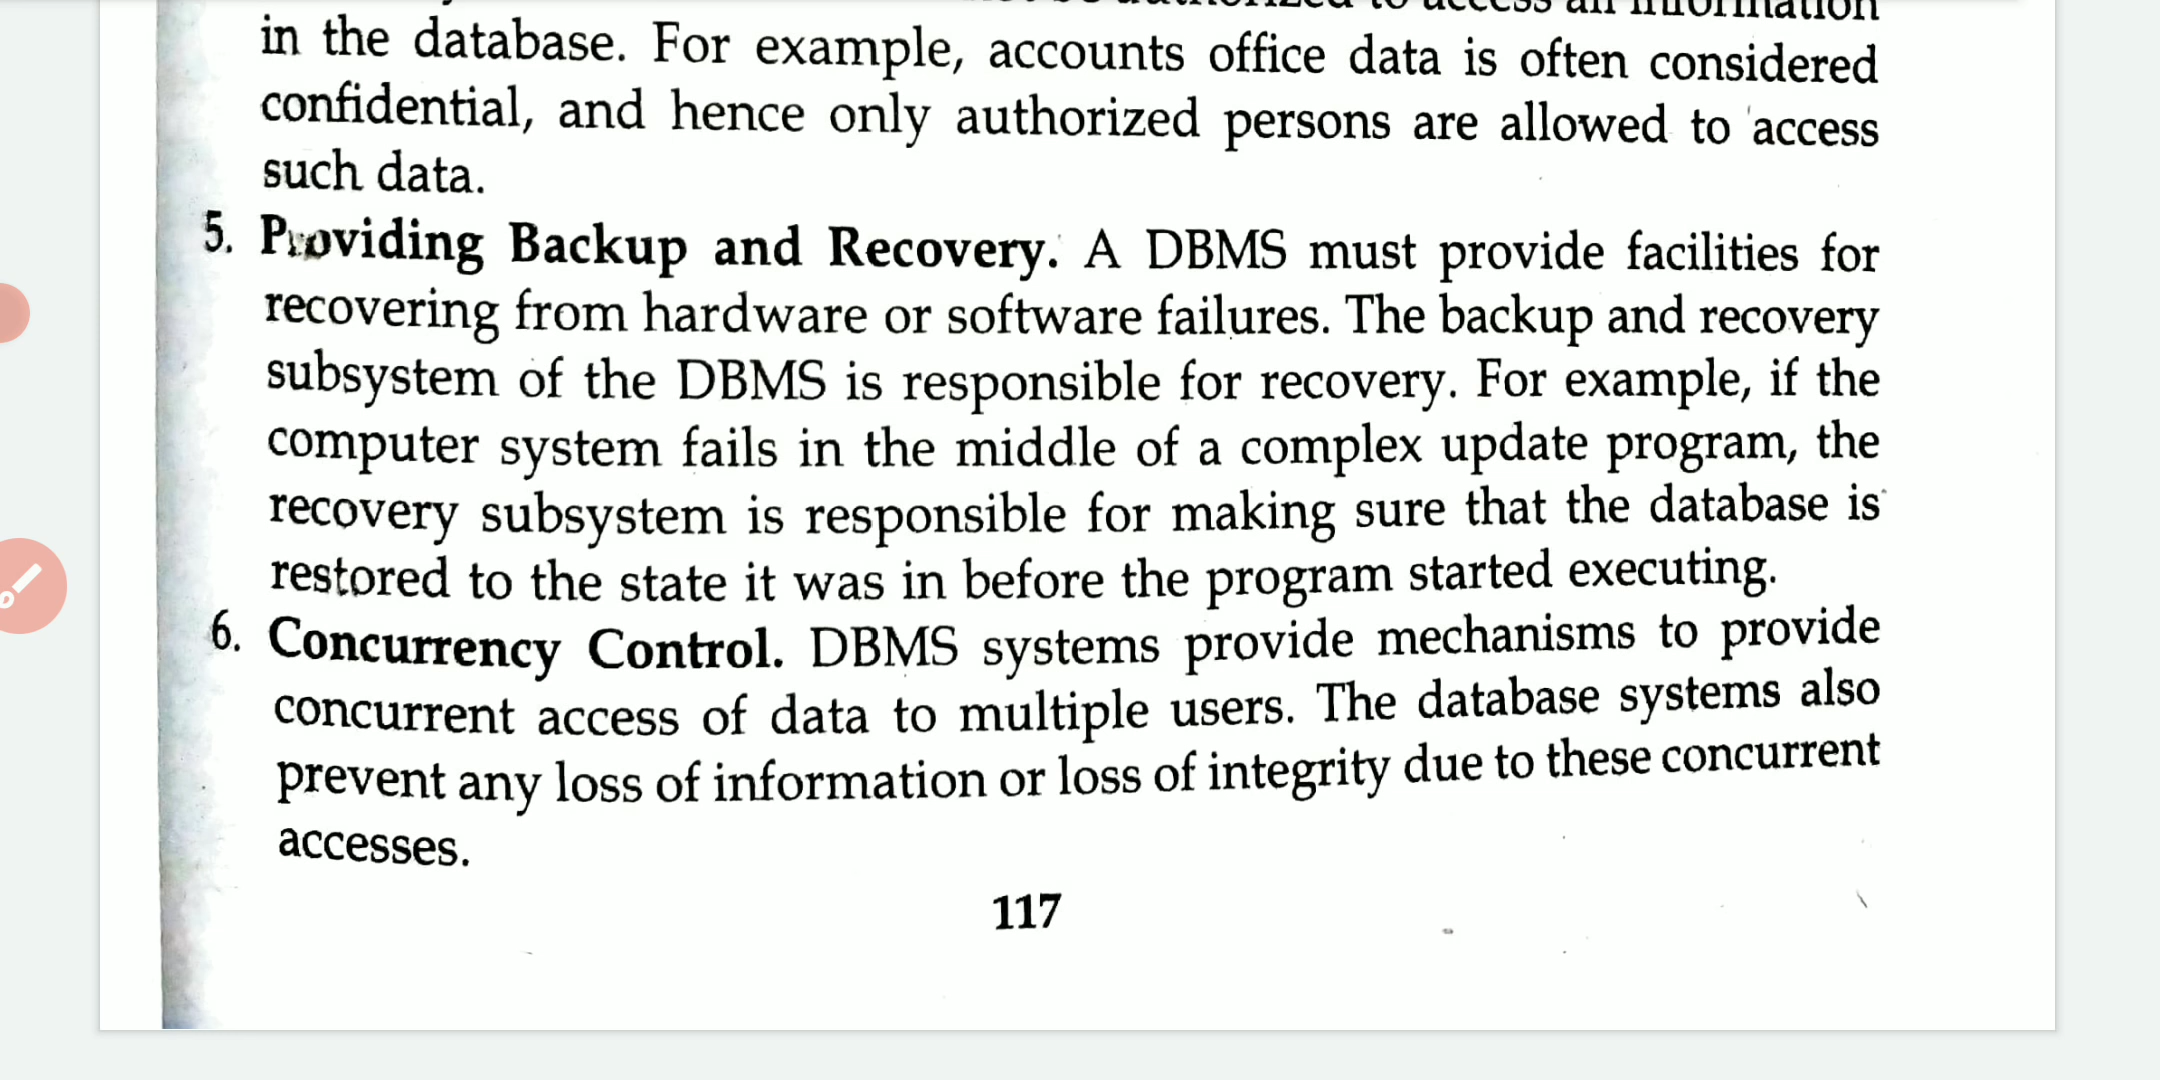 be authorized to access all information
in the database. For example, accounts office data is often considered
confidential, and hence only authorized persons are allowed to access
such data.
5. Providing Backup and Recovery. A DBMS must provide facilities for
recovering from hardware or software failures. The backup and recovery
subsystem of the DBMS is responsible for recovery. For example, if the
computer system fails in the middle of a complex update program, the
recovery subsystem is responsible for making sure that the database is
restored to the state it was in before the program started executing.
6. Concurrency Control. DBMS systems provide mechanisms to provide
concurrent access of data to multiple users. The database systems also
prevent any loss of information or loss of integrity due to these concurrent
accesses.
117